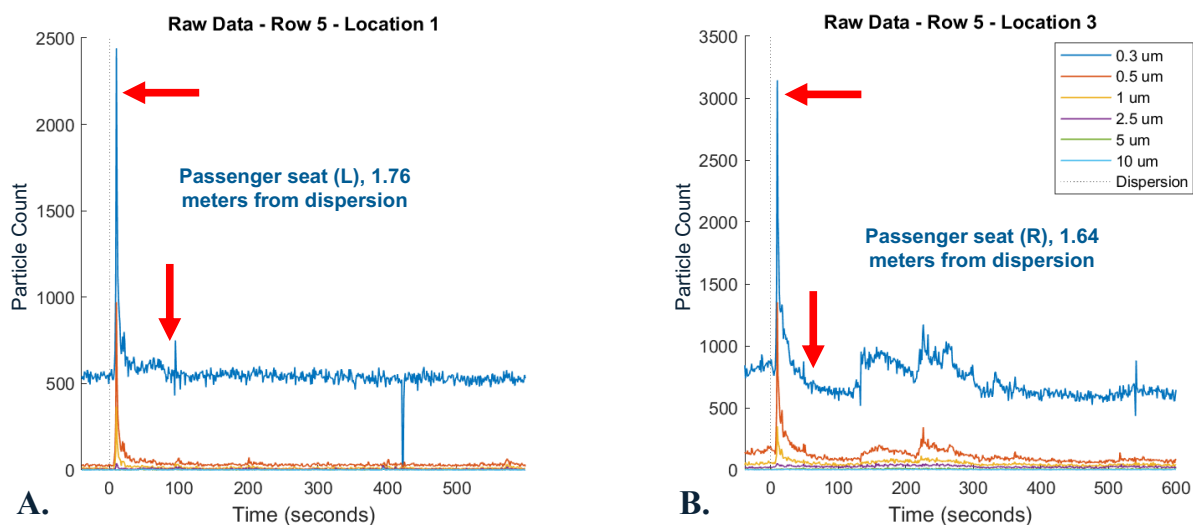 Raw Data - Row 5 - Location 1
2500
2000
1500
1000
500
0
Particle Count
Passenger seat (L), 1.76
meters from dispersion
0 100 200 300 400 500
Time (seconds)
A.
Raw Data - Row 5 - Location 3
3500
3000
2500
2000
1500
1000
500
0
Particle Count
0.3 um
0.5 um
1 um
2.5 um
5 um
10 um
Dispersion
Passenger seat (R), 1.64
meters from dispersion
0 100 200 300 400 500 600
Time (seconds)
B.